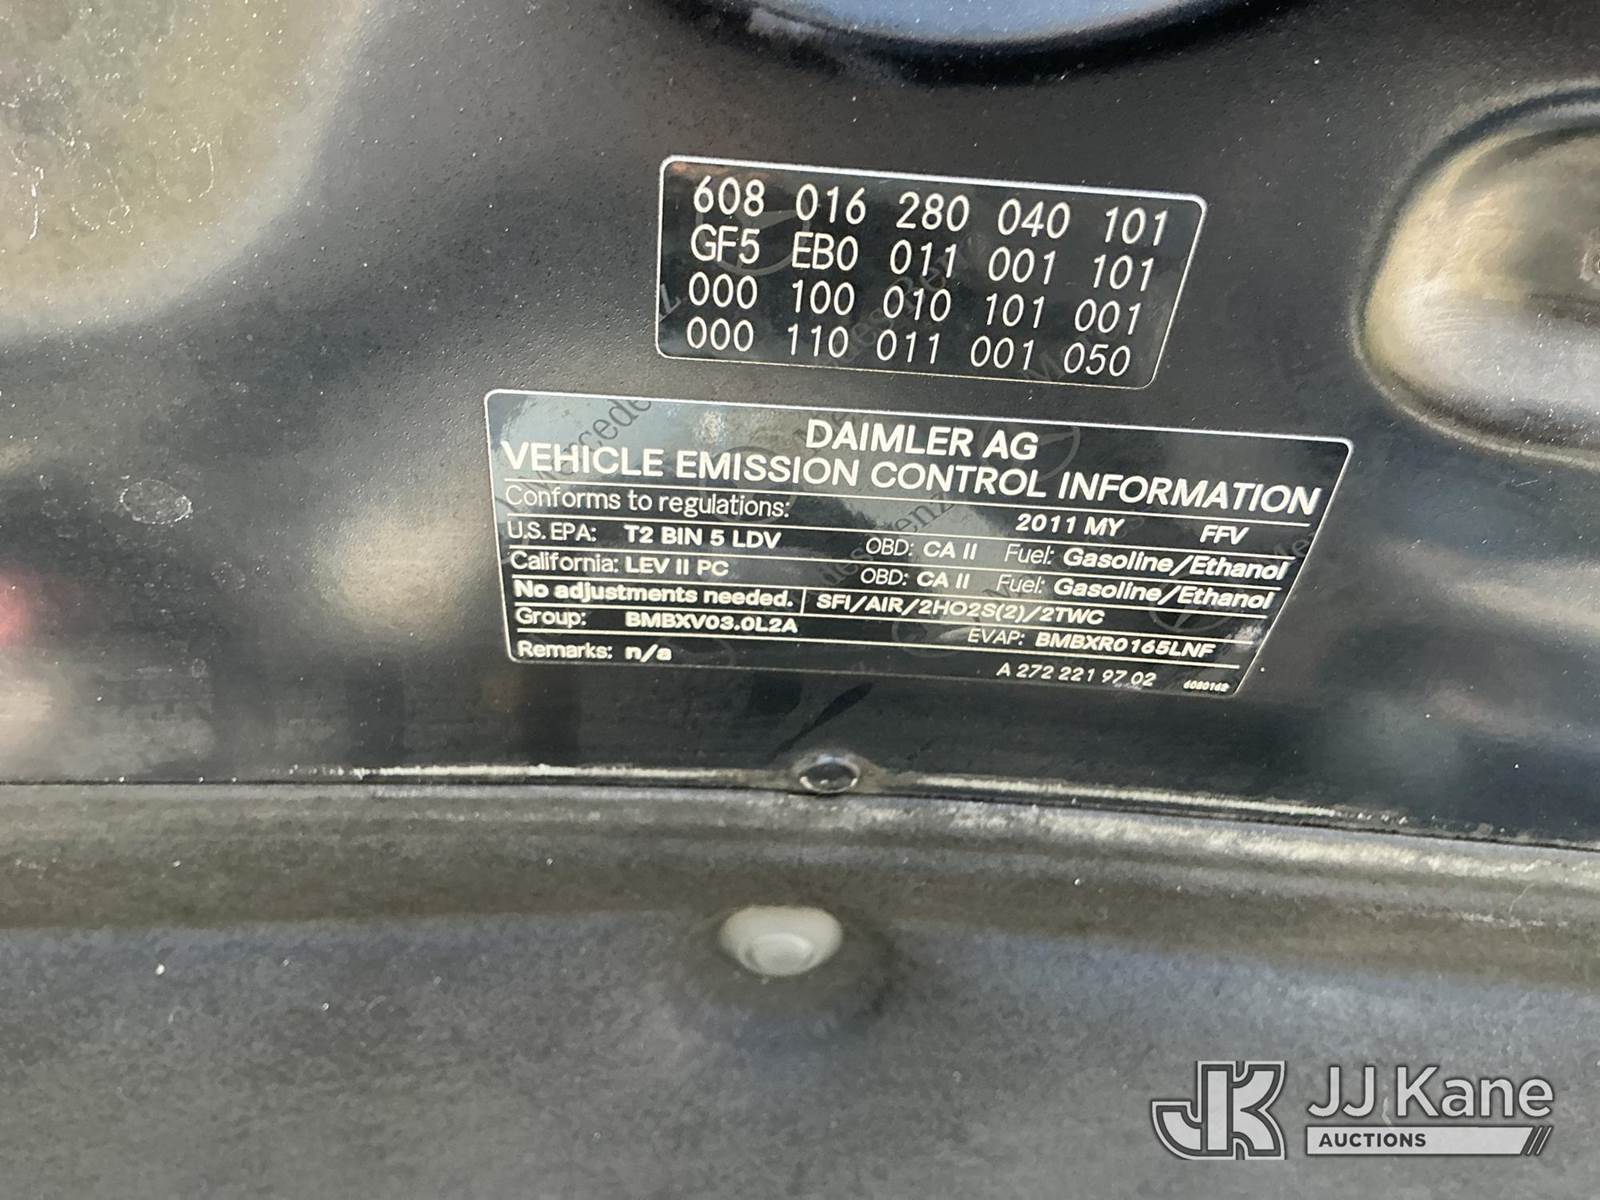 608 016 280 040 101
GF5 EB0 011 001 101
000 100 010 101 001
000 110 011 001 050
DAIMLER AG
VEHICLE EMISSION CONTROL INFORMATION
Conforms to regulations: 2011 MY FFV
U.S. EPA: T2 BIN 5 LDV OBD: CA II Fuel: Gasoline/Ethanol
California: LEV II PC OBD: CA II Fuel: Gasoline/Ethanol
No adjustments needed. SFI/AIR/2HO2S(2)/2TWC
Group: BMBXV03.0L2A EVAP: BMBXR0165LNF
Remarks: n/a
A 272 221 97 02
JK JJ Kane
AUCTIONS